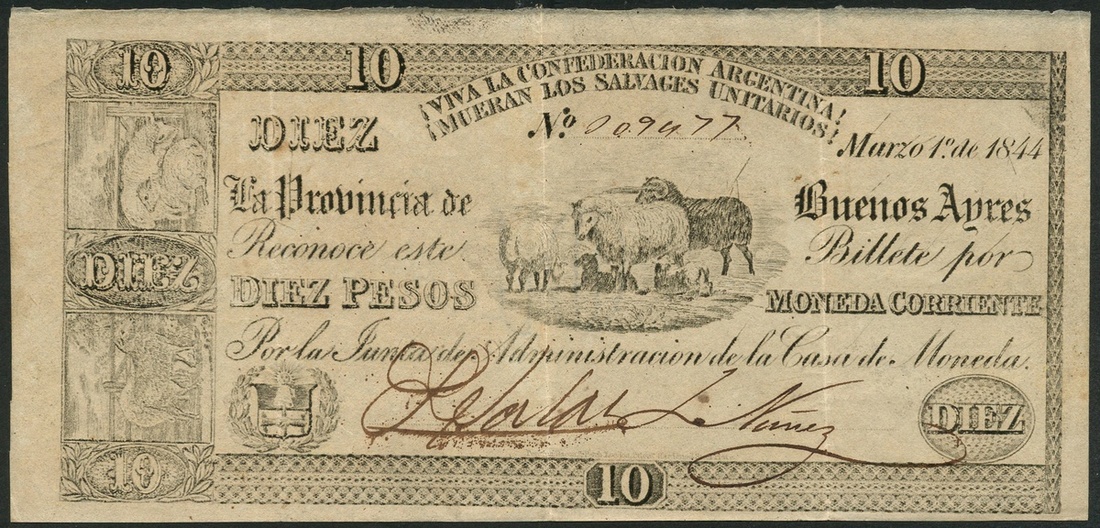 10 10 10
¡VIVA LA CONFEDERACION ARGENTINA!
¡MUERAN LOS SALVAGES UNITARIOS!
DIEZ
Nº 009477
Marzo 1º de 1844
La Provincia de Buenos Ayres
Reconoce este Billete por
DIEZ
DIEZ PESOS MONEDA CORRIENTE
Por la Junta de Administracion de la Casa de Moneda.
L. Nuñez
DIEZ
10
10